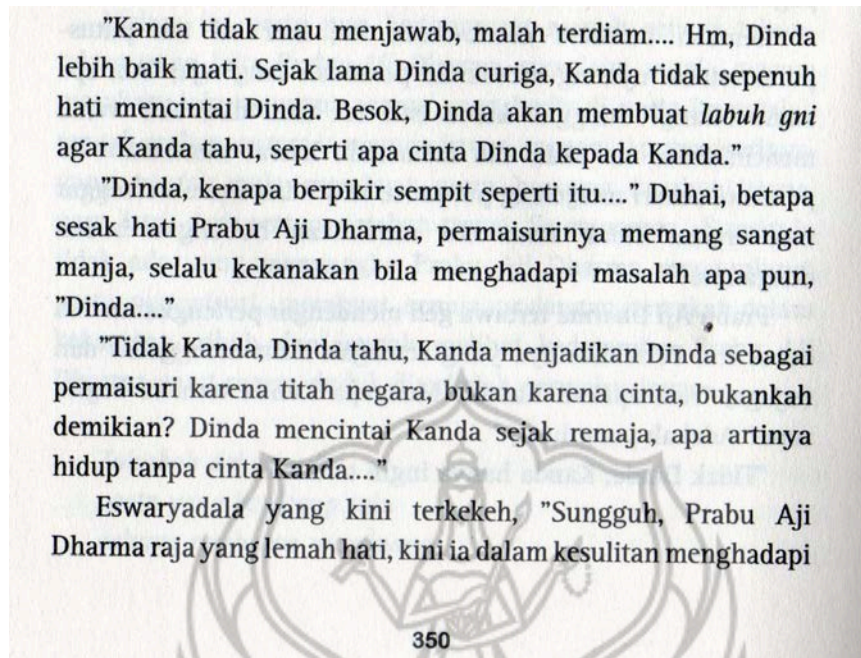 "Kanda tidak mau menjawab, malah terdiam.... Hm, Dinda
lebih baik mati. Sejak lama Dinda curiga, Kanda tidak sepenuh
hati mencintai Dinda. Besok, Dinda akan membuat labuh gni
agar Kanda tahu, seperti apa cinta Dinda kepada Kanda."
"Dinda, kenapa berpikir sempit seperti itu...." Duhai, betapa
sesak hati Prabu Aji Dharma, permaisurinya memang sangat
manja, selalu kekanakan bila menghadapi masalah apa pun,
"Dinda...."
"Tidak Kanda, Dinda tahu, Kanda menjadikan Dinda sebagai
permaisuri karena titah negara, bukan karena cinta, bukankah
demikian? Dinda mencintai Kanda sejak remaja, apa artinya
hidup tanpa cinta Kanda...."
Eswaryadala yang kini terkekeh, "Sungguh, Prabu Aji
Dharma raja yang lemah hati, kini ia dalam kesulitan menghadapi
350